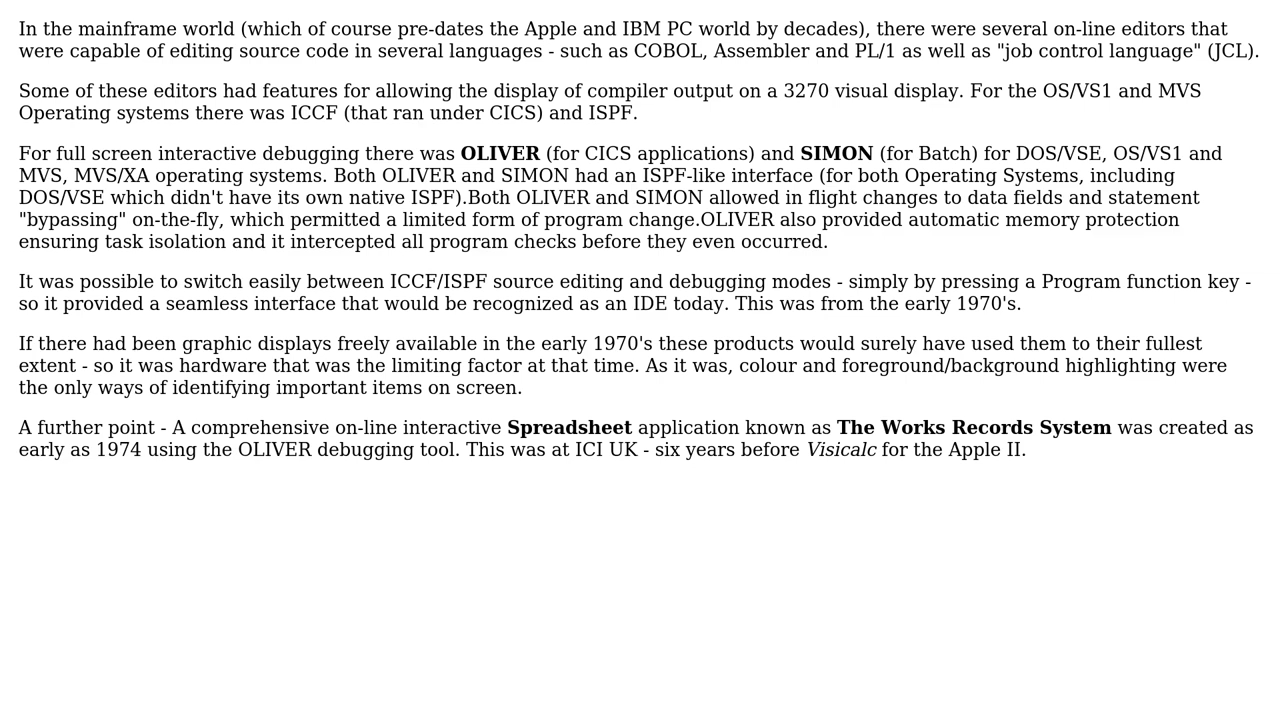 In the mainframe world (which of course pre-dates the Apple and IBM PC world by decades), there were several on-line editors that
were capable of editing source code in several languages - such as COBOL, Assembler and PL/1 as well as "job control language" (JCL).
Some of these editors had features for allowing the display of compiler output on a 3270 visual display. For the OS/VS1 and MVS
Operating systems there was ICCF (that ran under CICS) and ISPF.
For full screen interactive debugging there was OLIVER (for CICS applications) and SIMON (for Batch) for DOS/VSE, OS/VS1 and
MVS, MVS/XA operating systems. Both OLIVER and SIMON had an ISPF-like interface (for both Operating Systems, including
DOS/VSE which didn't have its own native ISPF).Both OLIVER and SIMON allowed in flight changes to data fields and statement
"bypassing" on-the-fly, which permitted a limited form of program change.OLIVER also provided automatic memory protection
ensuring task isolation and it intercepted all program checks before they even occurred.
It was possible to switch easily between ICCF/ISPF source editing and debugging modes - simply by pressing a Program function key -
so it provided a seamless interface that would be recognized as an IDE today. This was from the early 1970's.
If there had been graphic displays freely available in the early 1970's these products would surely have used them to their fullest
extent - so it was hardware that was the limiting factor at that time. As it was, colour and foreground/background highlighting were
the only ways of identifying important items on screen.
A further point - A comprehensive on-line interactive Spreadsheet application known as The Works Records System was created as
early as 1974 using the OLIVER debugging tool. This was at ICI UK - six years before Visicalc for the Apple II.